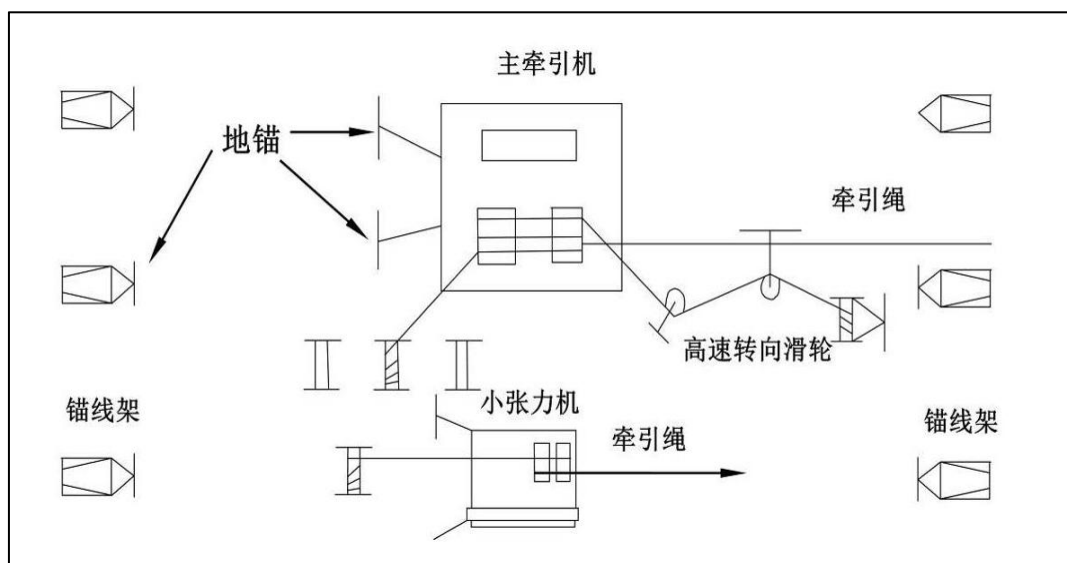 主牵引机
地锚
牵引绳
高速转向滑轮
小张力机
锚线架
牵引绳
锚线架